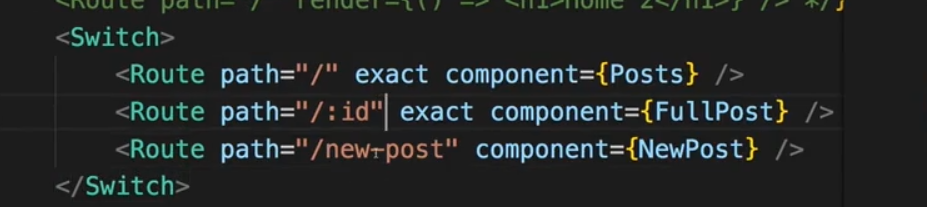 <Route path="/" render={() => <h1>Home 2</h1>} /> */}
<Switch>
<Route path="/" exact component={Posts} />
<Route path="/:id" exact component={FullPost} />
<Route path="/new-post" component={NewPost} />
</Switch>